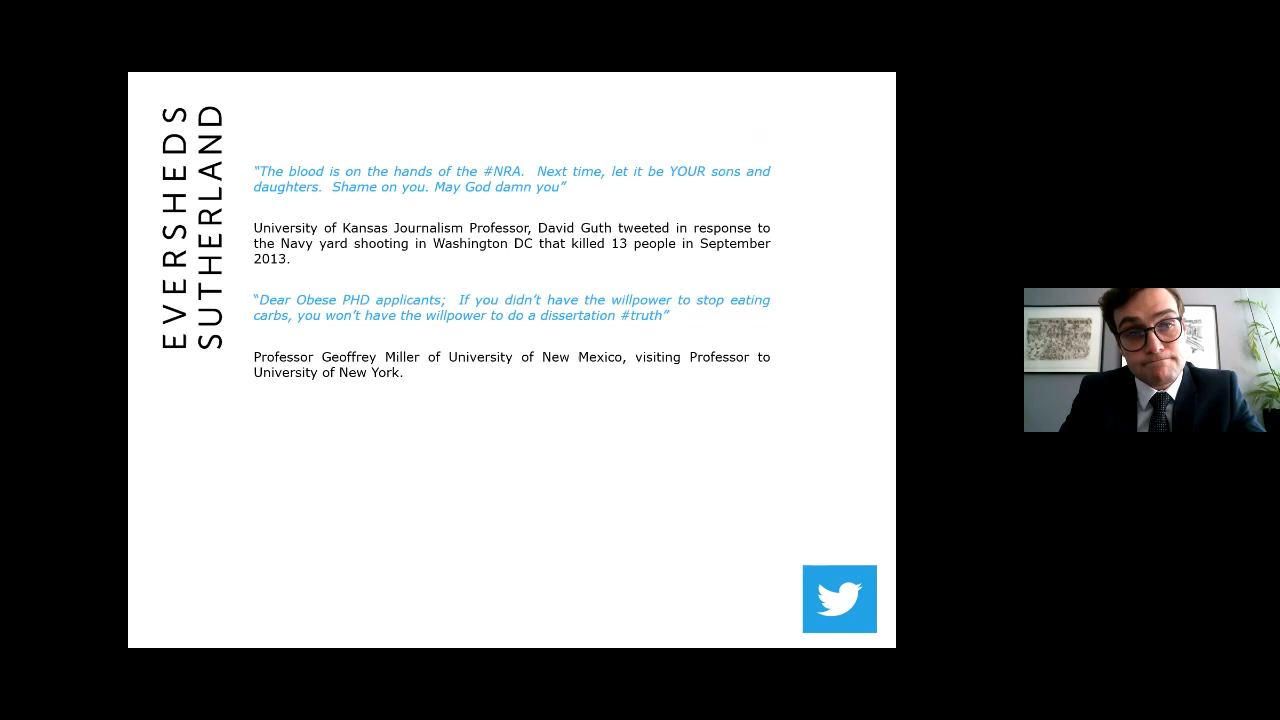 EVERSHEDS
SUTHERLAND
“The blood is on the hands of the #NRA.  Next time, let it be YOUR sons and
daughters.  Shame on you. May God damn you”
University of Kansas Journalism Professor, David Guth tweeted in response to
the Navy yard shooting in Washington DC that killed 13 people in September
2013.
“Dear Obese PHD applicants;  If you didn’t have the willpower to stop eating
carbs, you won’t have the willpower to do a dissertation #truth”
Professor Geoffrey Miller of University of New Mexico, visiting Professor to
University of New York.